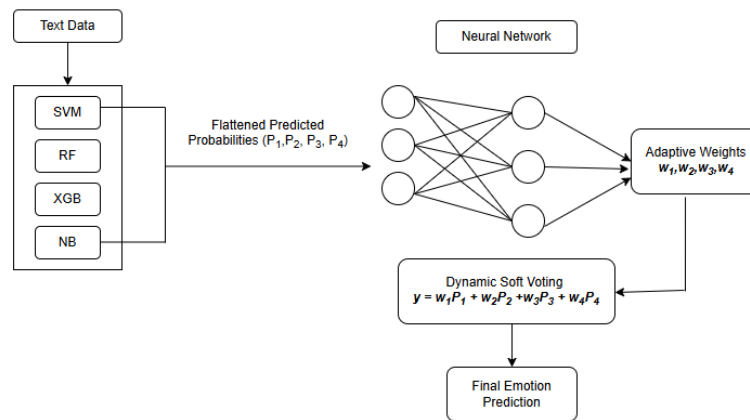 Text Data
Neural Network
SVM
RF
XGB
NB
Flattened Predicted
Probabilities (P₁,P₂, P₃, P₄)
Adaptive Weights
w₁,w₂,w₃,w₄
Dynamic Soft Voting
y = w₁P₁ + w₂P₂ +w₃P₃ + w₄P₄
Final Emotion
Prediction